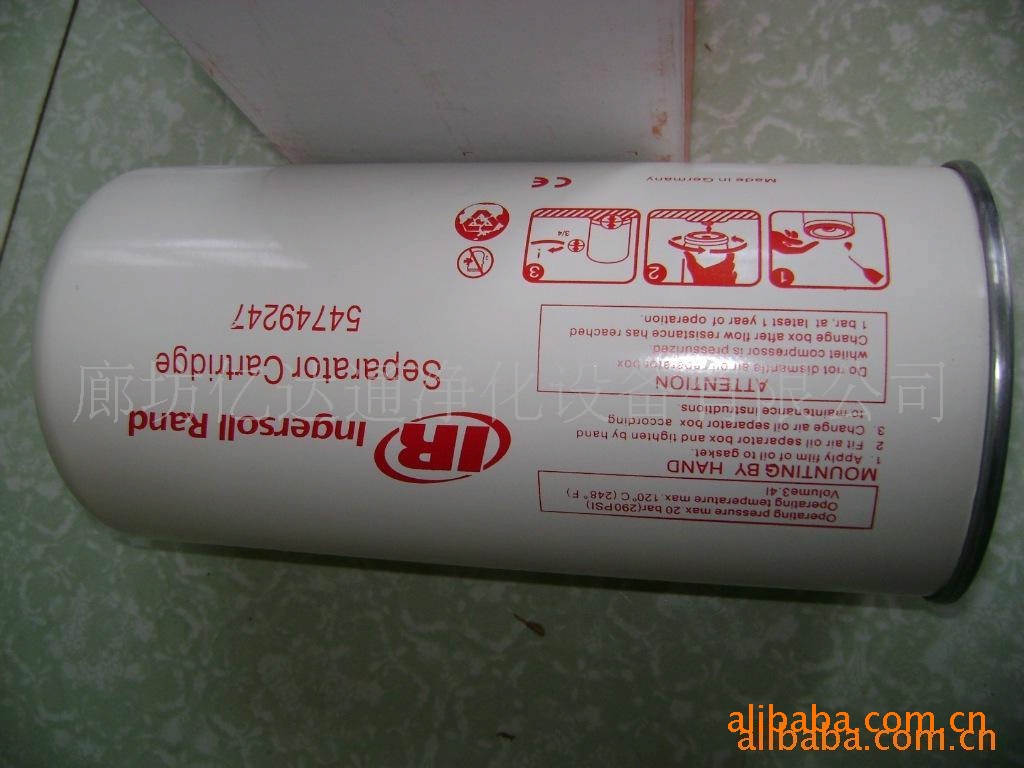 Operating pressure max 20 bar(290PSI)
Operating temperature max.120°C (248°F)
Volume3.4l
MOUNTING BY HAND
1. Apply film of oil to gasket.
2. Fit air oil separator box and tighten by hand
3. Change air oil separator box according
to maintenance instructions
ATTENTION
Do not dismantle air oil separator box
whilet compressor is pressurized.
Change box after flow resistance has reached
1 bar, at latest 1 year of operation.
1
2
3
3/4
Made in Germany
CE
IR
Ingersoll Rand
Separator Cartridge
54749247
廊坊亿达通净化设备有限公司
alibaba.com.cn
alibaba.com.cn